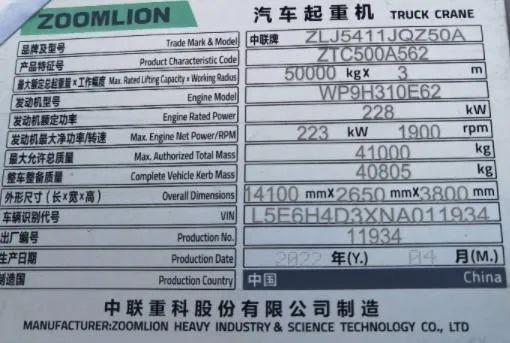 ZOOMLION 汽车起重机 TRUCK CRANE
品牌及型号 Trade Mark & Model 中联牌 ZLJ5411JQZ50A
产品特征号 Product Characteristic Code ZTC500A562
最大额定总起重量×工作幅度 Max. Rated Lifting Capacity × Working Radius 50000 kg× 3 m
发动机型号 Engine Model WP9H310E62
发动机额定功率 Engine Rated Power 228 kW
发动机最大净功率/转速 Max. Engine Net Power/RPM 223 kW 1900 rpm
最大允许总质量 Max. Authorized Total Mass 41000 kg
整车整备质量 Complete Vehicle Kerb Mass 40805 kg
外形尺寸(长×宽×高) Overall Dimensions 14100 mm×2650 mm×3800 mm
车辆识别代号 VIN L5E6H4D3XNA011934
出厂编号 Production No. 11934
生产日期 Production Date 2022 年(Y.) 04 月(M.)
制造国 Production Country 中国 China
中联重科股份有限公司制造
MANUFACTURER:ZOOMLION HEAVY INDUSTRY & SCIENCE TECHNOLOGY CO., LTD